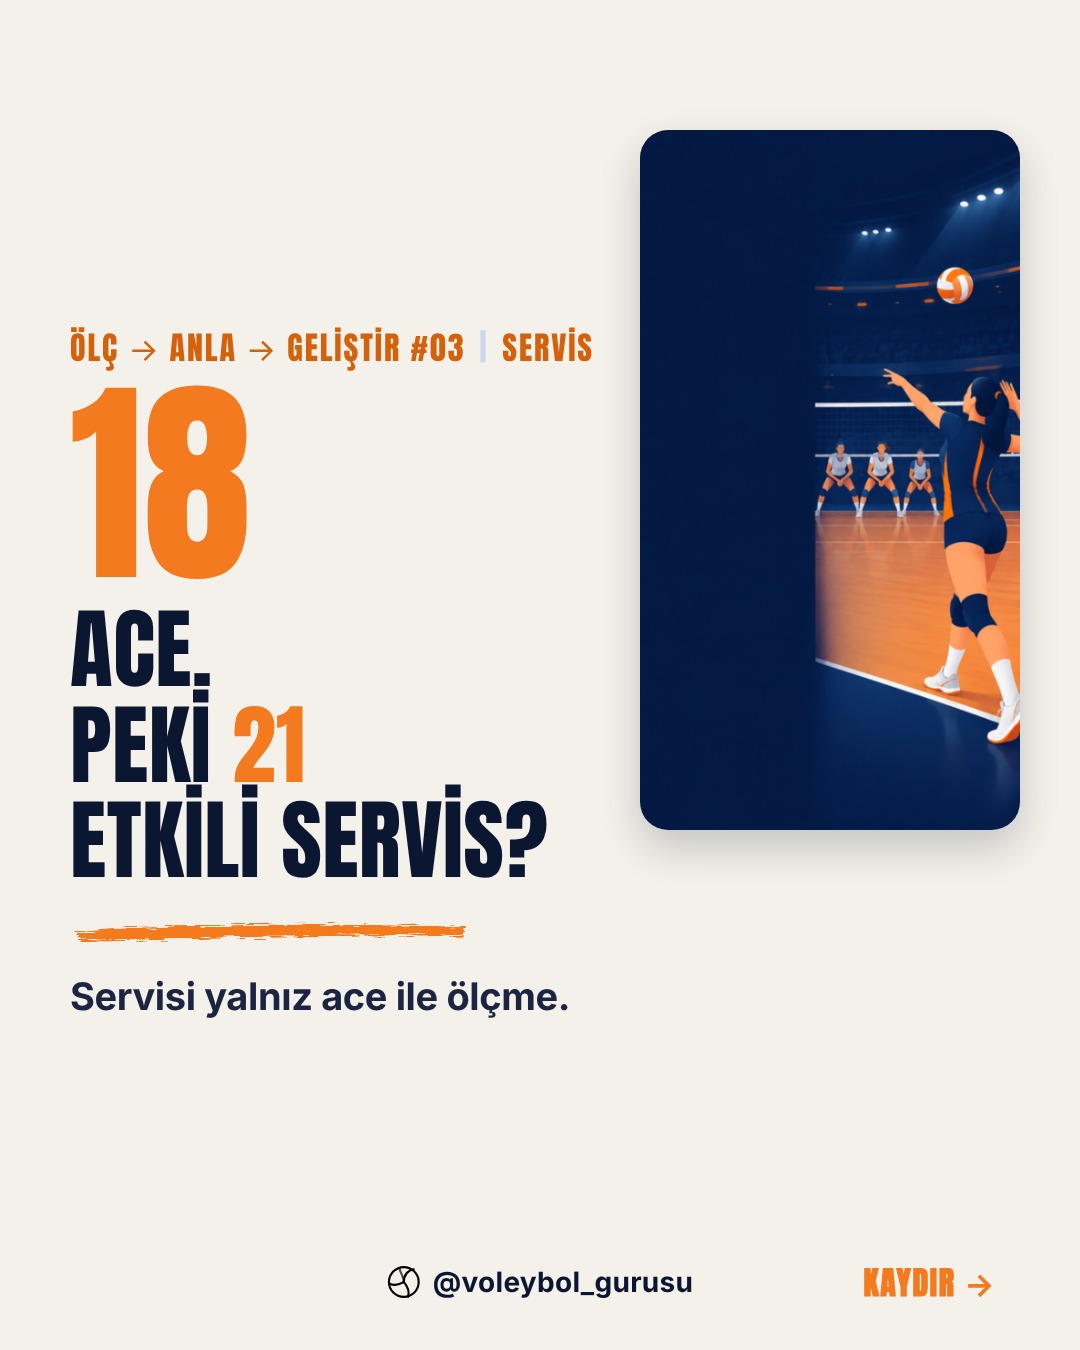 ÖLÇ → ANLA → GELİŞTİR #03 | SERVİS
18
ACE.
PEKİ 21
ETKİLİ SERVİS?
Servisi yalnız ace ile ölçme.
@voleybol_gurusu
KAYDIR →